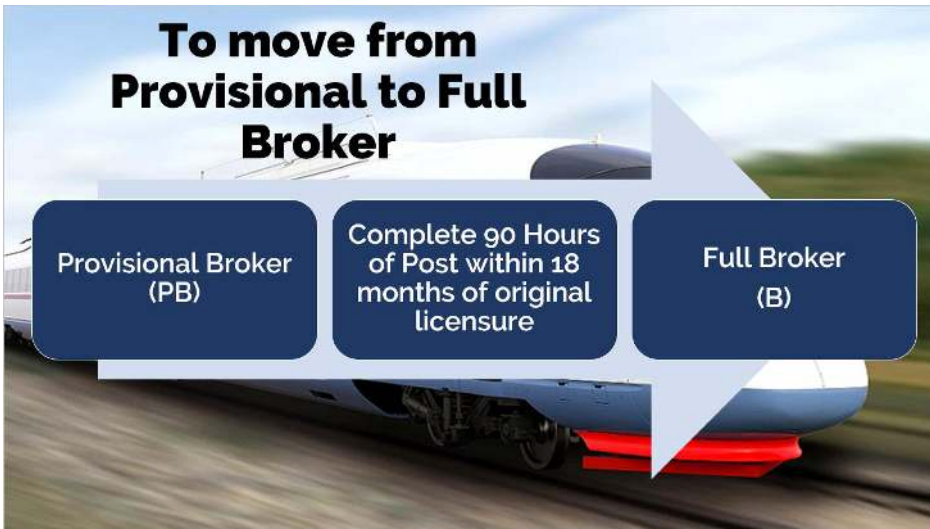 To move from
Provisional to Full
Broker
Provisional Broker
(PB)
Complete 90 Hours
of Post within 18
months of original
licensure
Full Broker
(B)